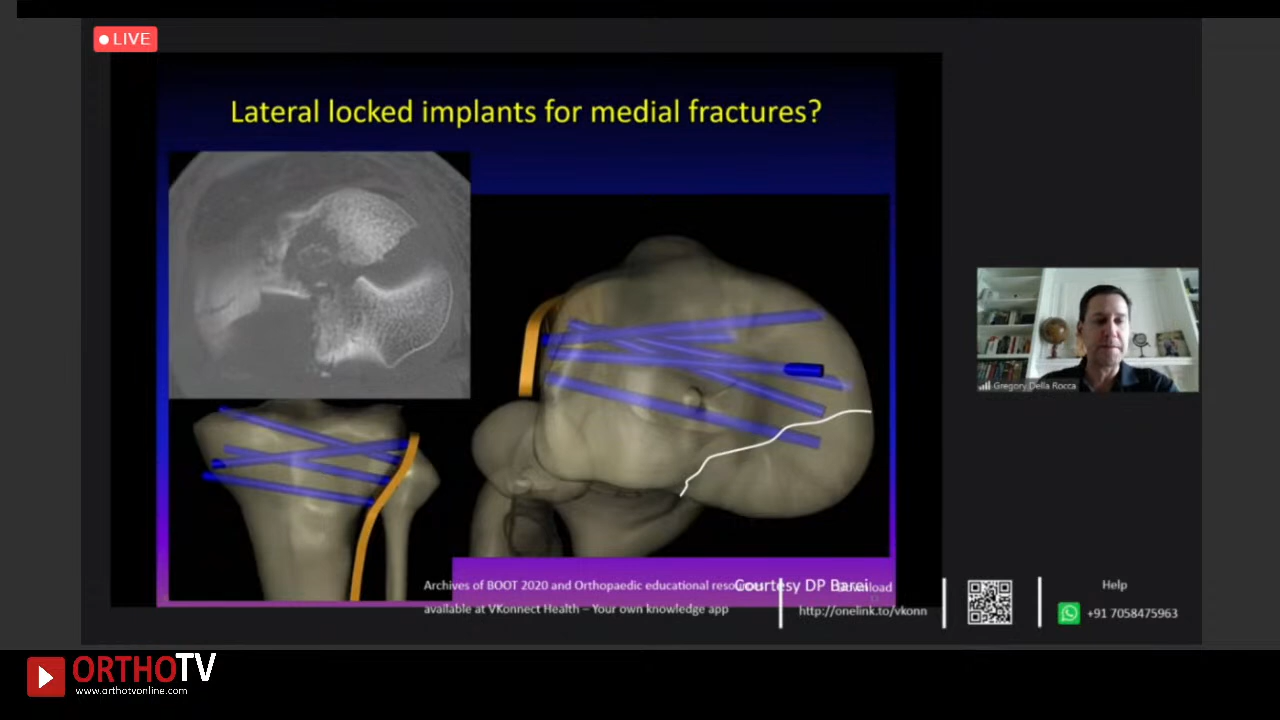 LIVE
Lateral locked implants for medial fractures?
Gregory Della Rocca
Courtesy DP Barei
Archives of BOOT 2020 and Orthopaedic educational
available at VKonnect Health – Your own knowledge app
Download
http://onelink.to/vkonn
Help
+91 7058475963
ORTHOTV
www.orthotvonline.com